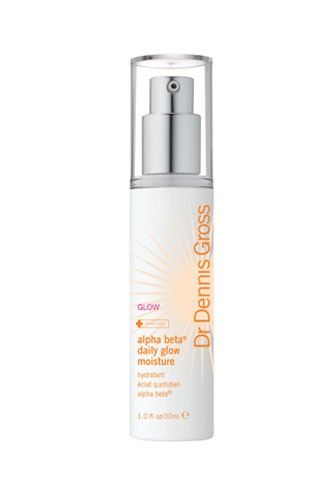 Dr Dennis Gross
GLOW
alpha beta®
daily glow
moisture
hydratant
éclat quotidien
alpha beta®
1.0 fl oz/30ml ℮